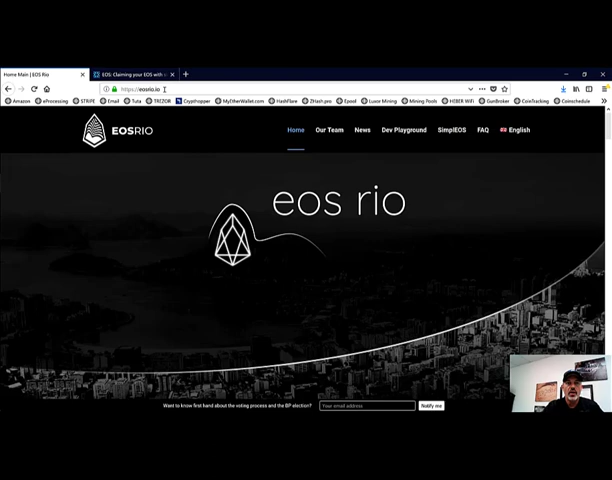 Home Main | EOS Rio
EOS: Claiming your EOS with
https://eosrio.io
Amazon
eProcessing
STRIPE
Email
Tuta
TREZOR
Crypthopper
MyEtherWallet.com
HashFlare
ZHash.pro
Epool
Luxor Mining
Mining Pools
HIBER WiFi
GunBroker
CoinTracking
Coinschedule
EOSRIO
Home
Our Team
News
Dev Playground
SimplEOS
FAQ
English
eos rio
Want to know first hand about the voting process and the BP election?
Your email address
Notify me